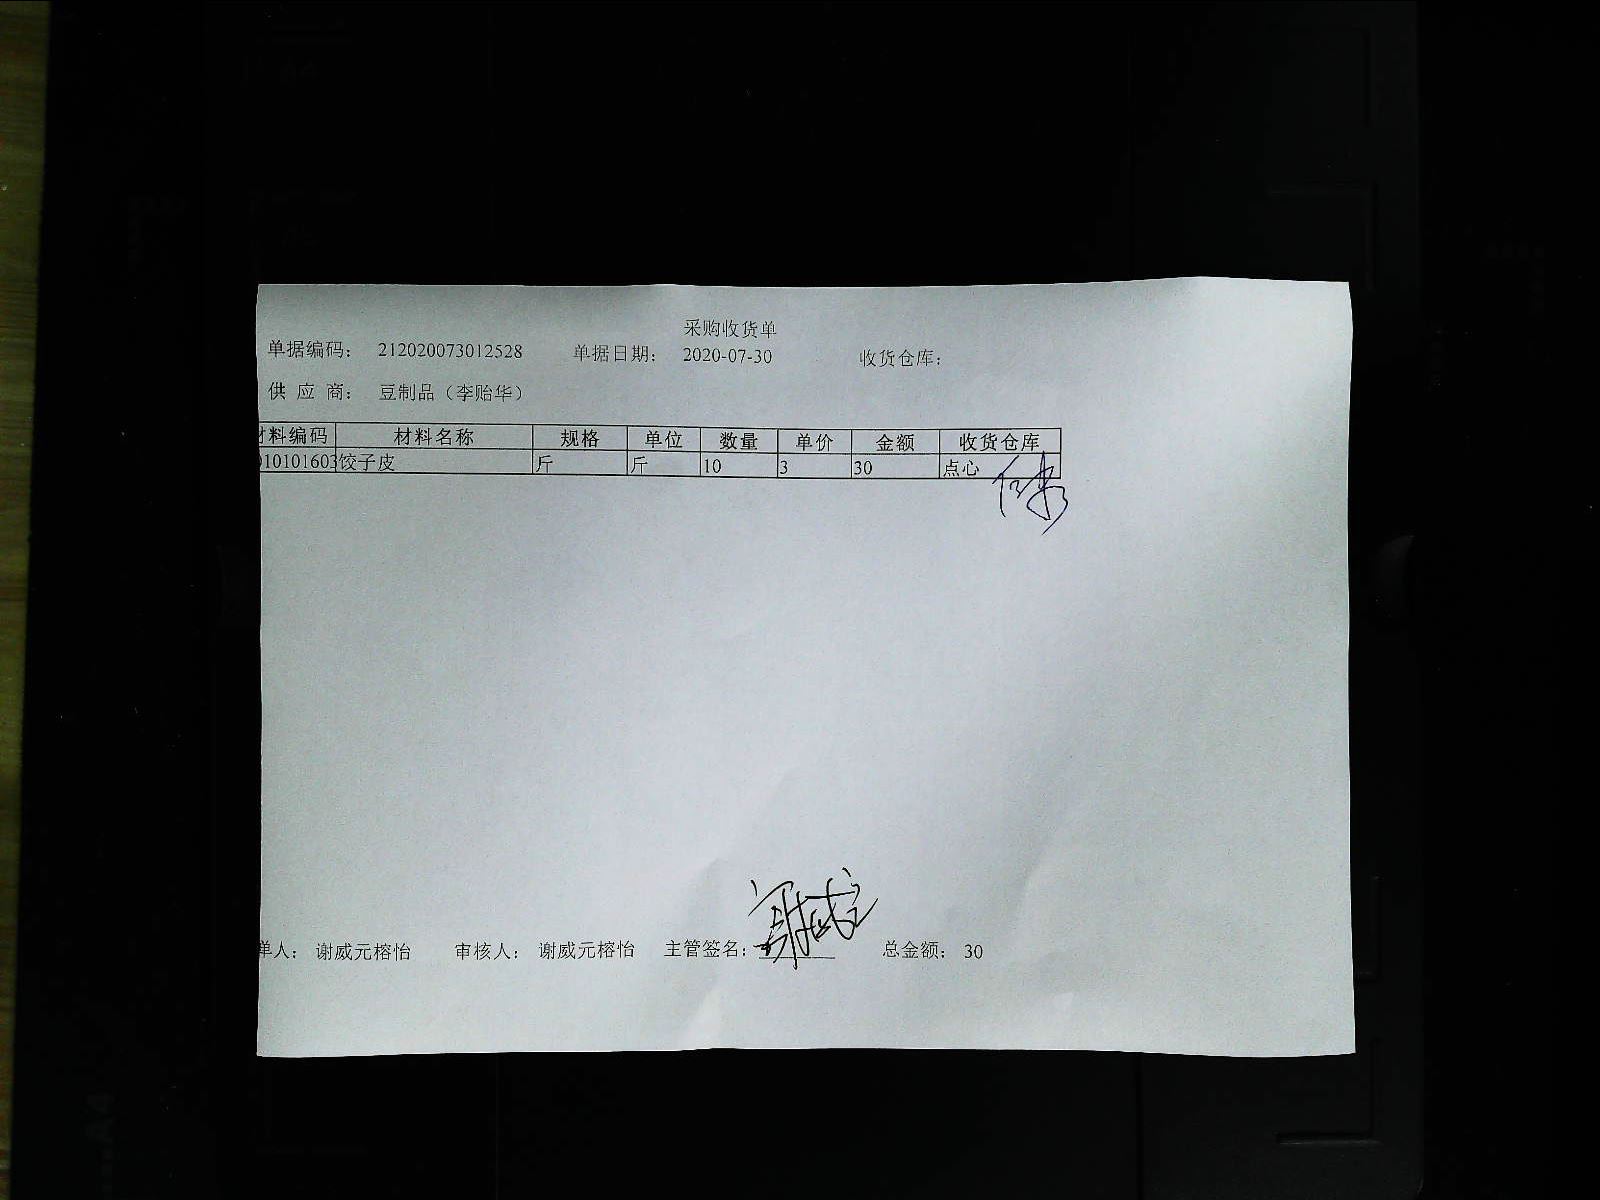 采购收货单
单据编码: 212020073012528 单据日期: 2020-07-30 收货仓库:
供应商: 豆制品（李贻华）
材料编码 材料名称 规格 单位 数量 单价 金额 收货仓库
010101603 饺子皮 斤 斤 10 3 30 点心
单人: 谢威元榕怡 审核人: 谢威元榕怡 主管签名: 总金额: 30